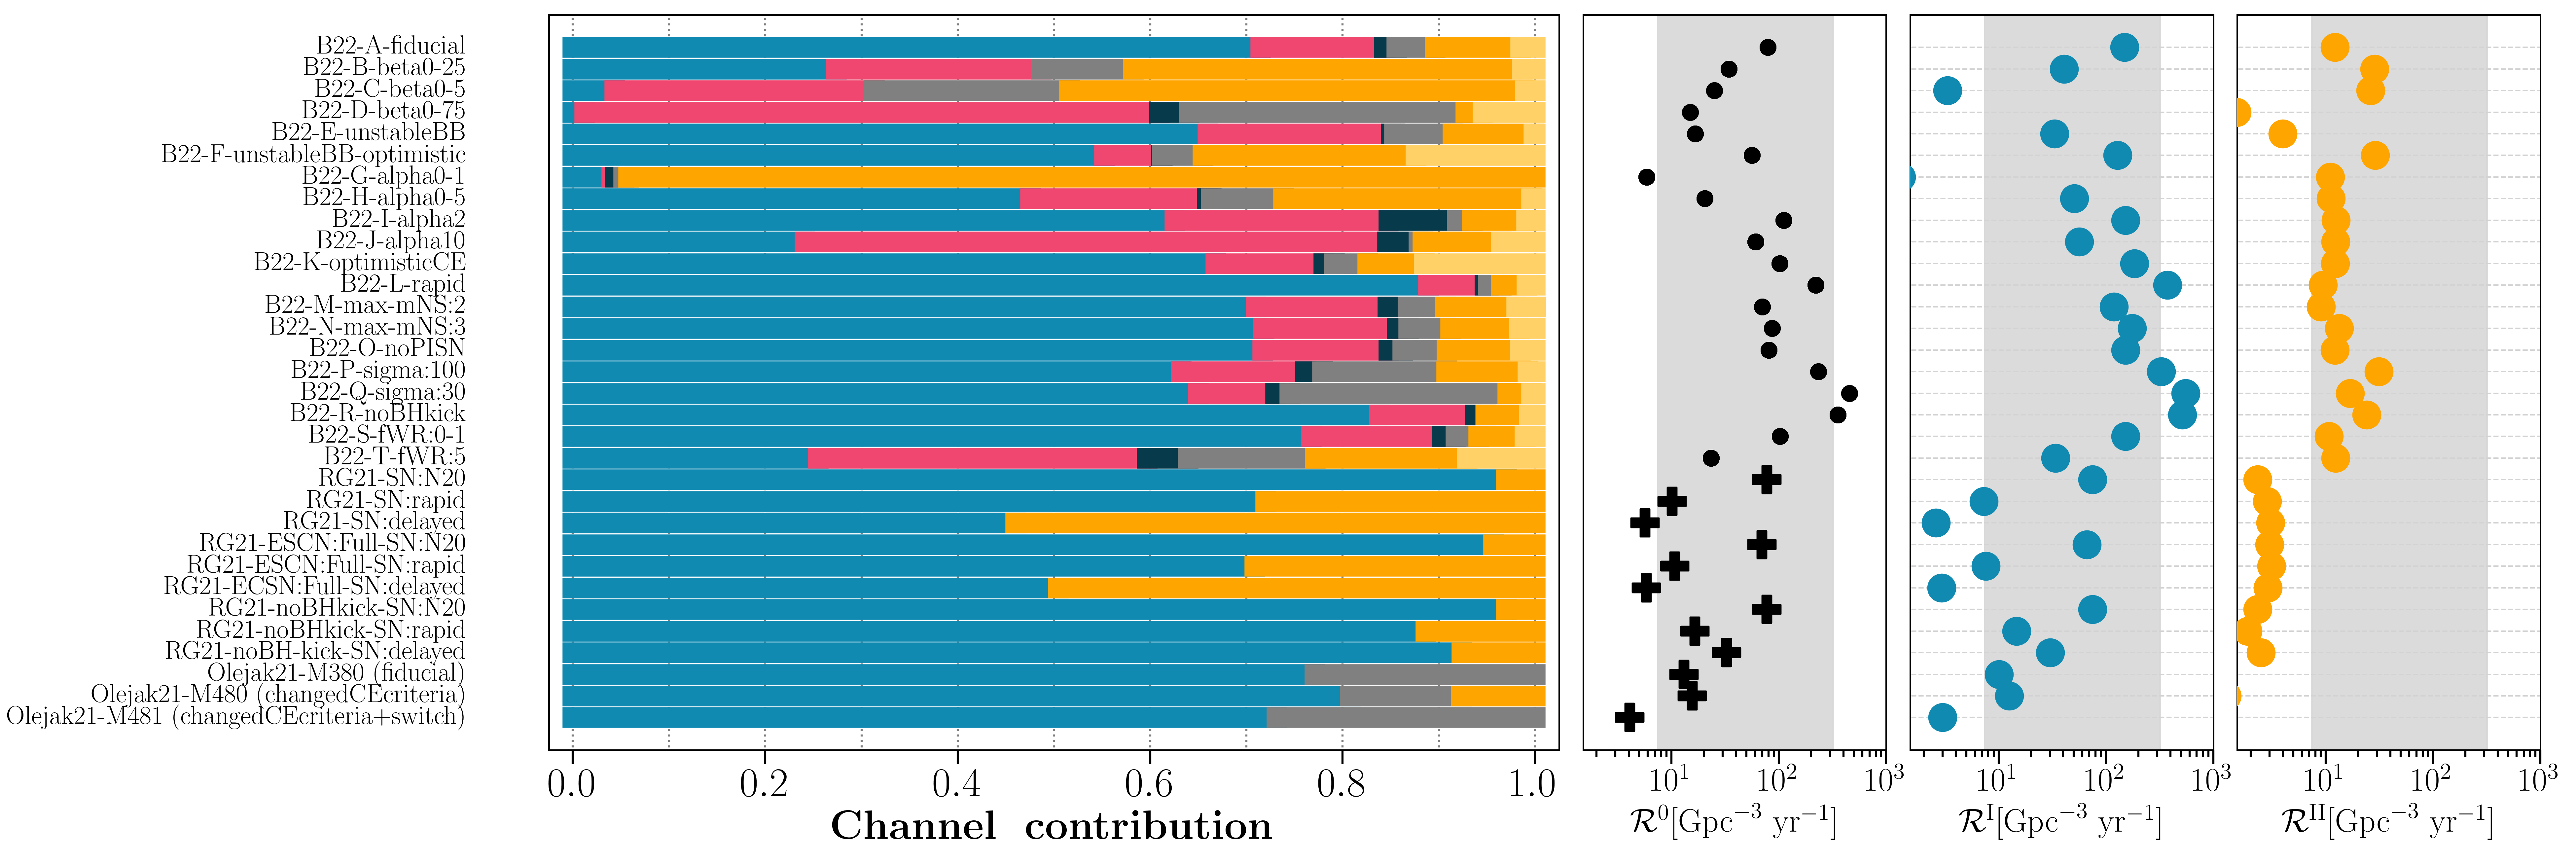 B22-A-fiducial
B22-B-beta0-25
B22-C-beta0-5
B22-D-beta0-75
B22-E-unstableBB
B22-F-unstableBB-optimistic
B22-G-alpha0-1
B22-H-alpha0-5
B22-I-alpha2
B22-J-alpha10
B22-K-optimisticCE
B22-L-rapid
B22-M-max-mNS:2
B22-N-max-mNS:3
B22-O-noPISN
B22-P-sigma:100
B22-Q-sigma:30
B22-R-noBHkick
B22-S-fWR:0-1
B22-T-fWR:5
RG21-SN:N20
RG21-SN:rapid
RG21-SN:delayed
RG21-ESCN:Full-SN:N20
RG21-ESCN:Full-SN:rapid
RG21-ECSN:Full-SN:delayed
RG21-noBHkick-SN:N20
RG21-noBHkick-SN:rapid
RG21-noBH-kick-SN:delayed
Olejak21-M380 (fiducial)
Olejak21-M480 (changedCEcriteria)
Olejak21-M481 (changedCEcriteria+switch)
0.0 0.2 0.4 0.6 0.8 1.0
Channel contribution
10¹ 10² 10³
ℛ⁰[Gpc⁻³ yr⁻¹]
10¹ 10² 10³
ℛᴵ[Gpc⁻³ yr⁻¹]
10¹ 10² 10³
ℛᴵᴵ[Gpc⁻³ yr⁻¹]